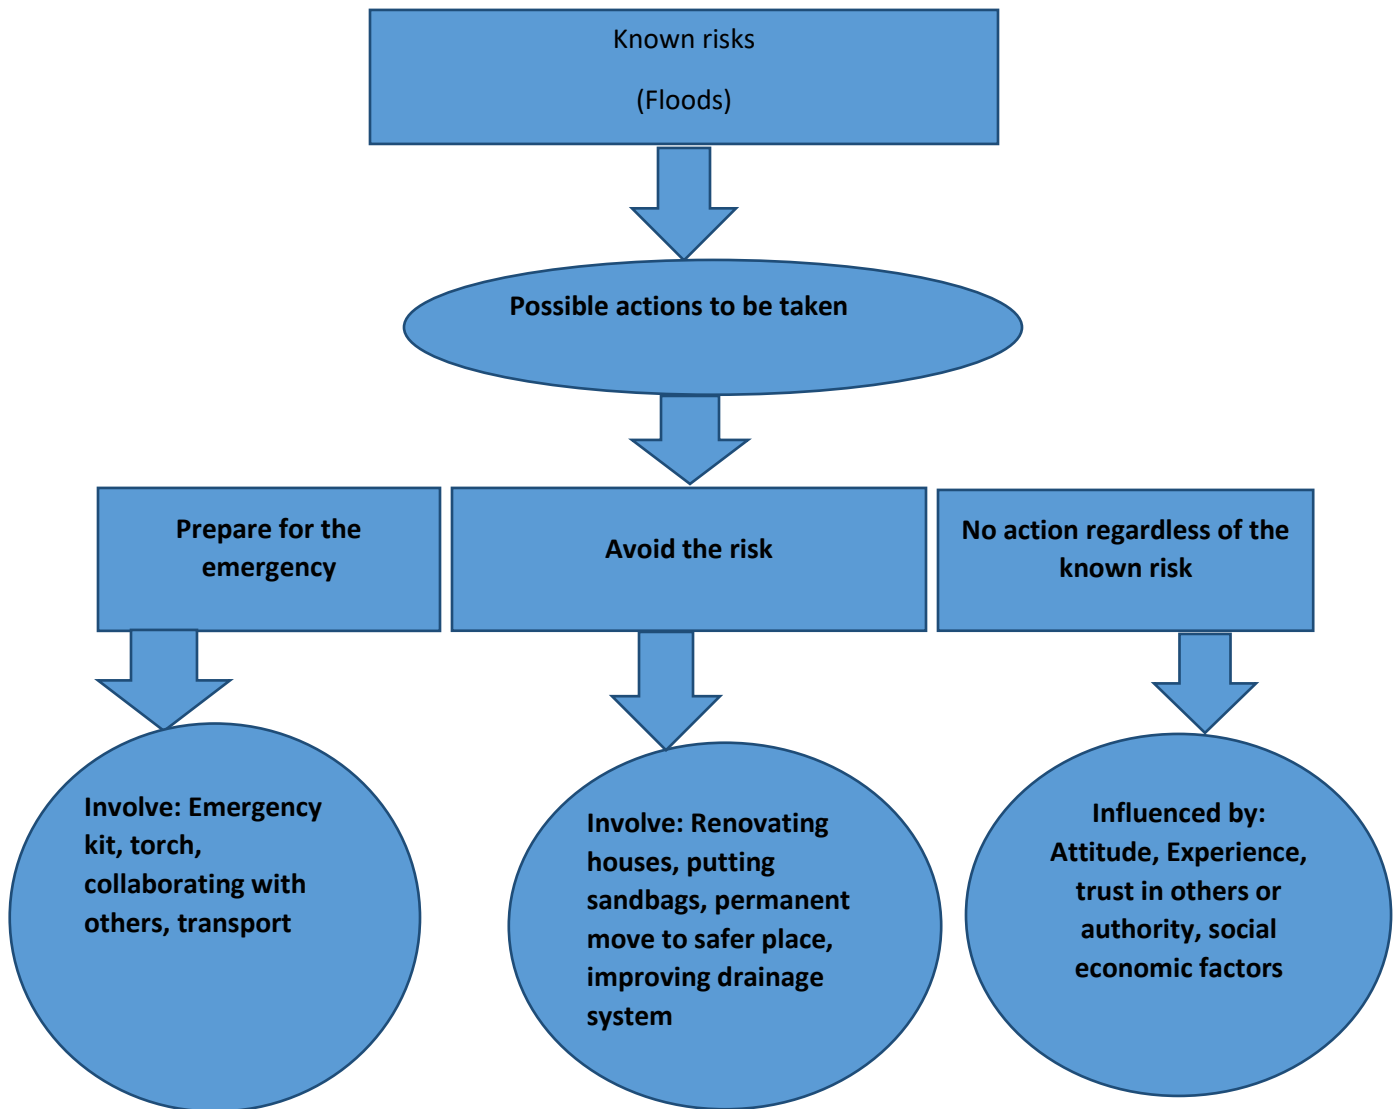 Known risks
(Floods)
Possible actions to be taken
Prepare for the
emergency
Avoid the risk
No action regardless of the
known risk
Involve: Emergency
kit, torch,
collaborating with
others, transport
Involve: Renovating
houses, putting
sandbags, permanent
move to safer place,
improving drainage
system
Influenced by:
Attitude, Experience,
trust in others or
authority, social
economic factors